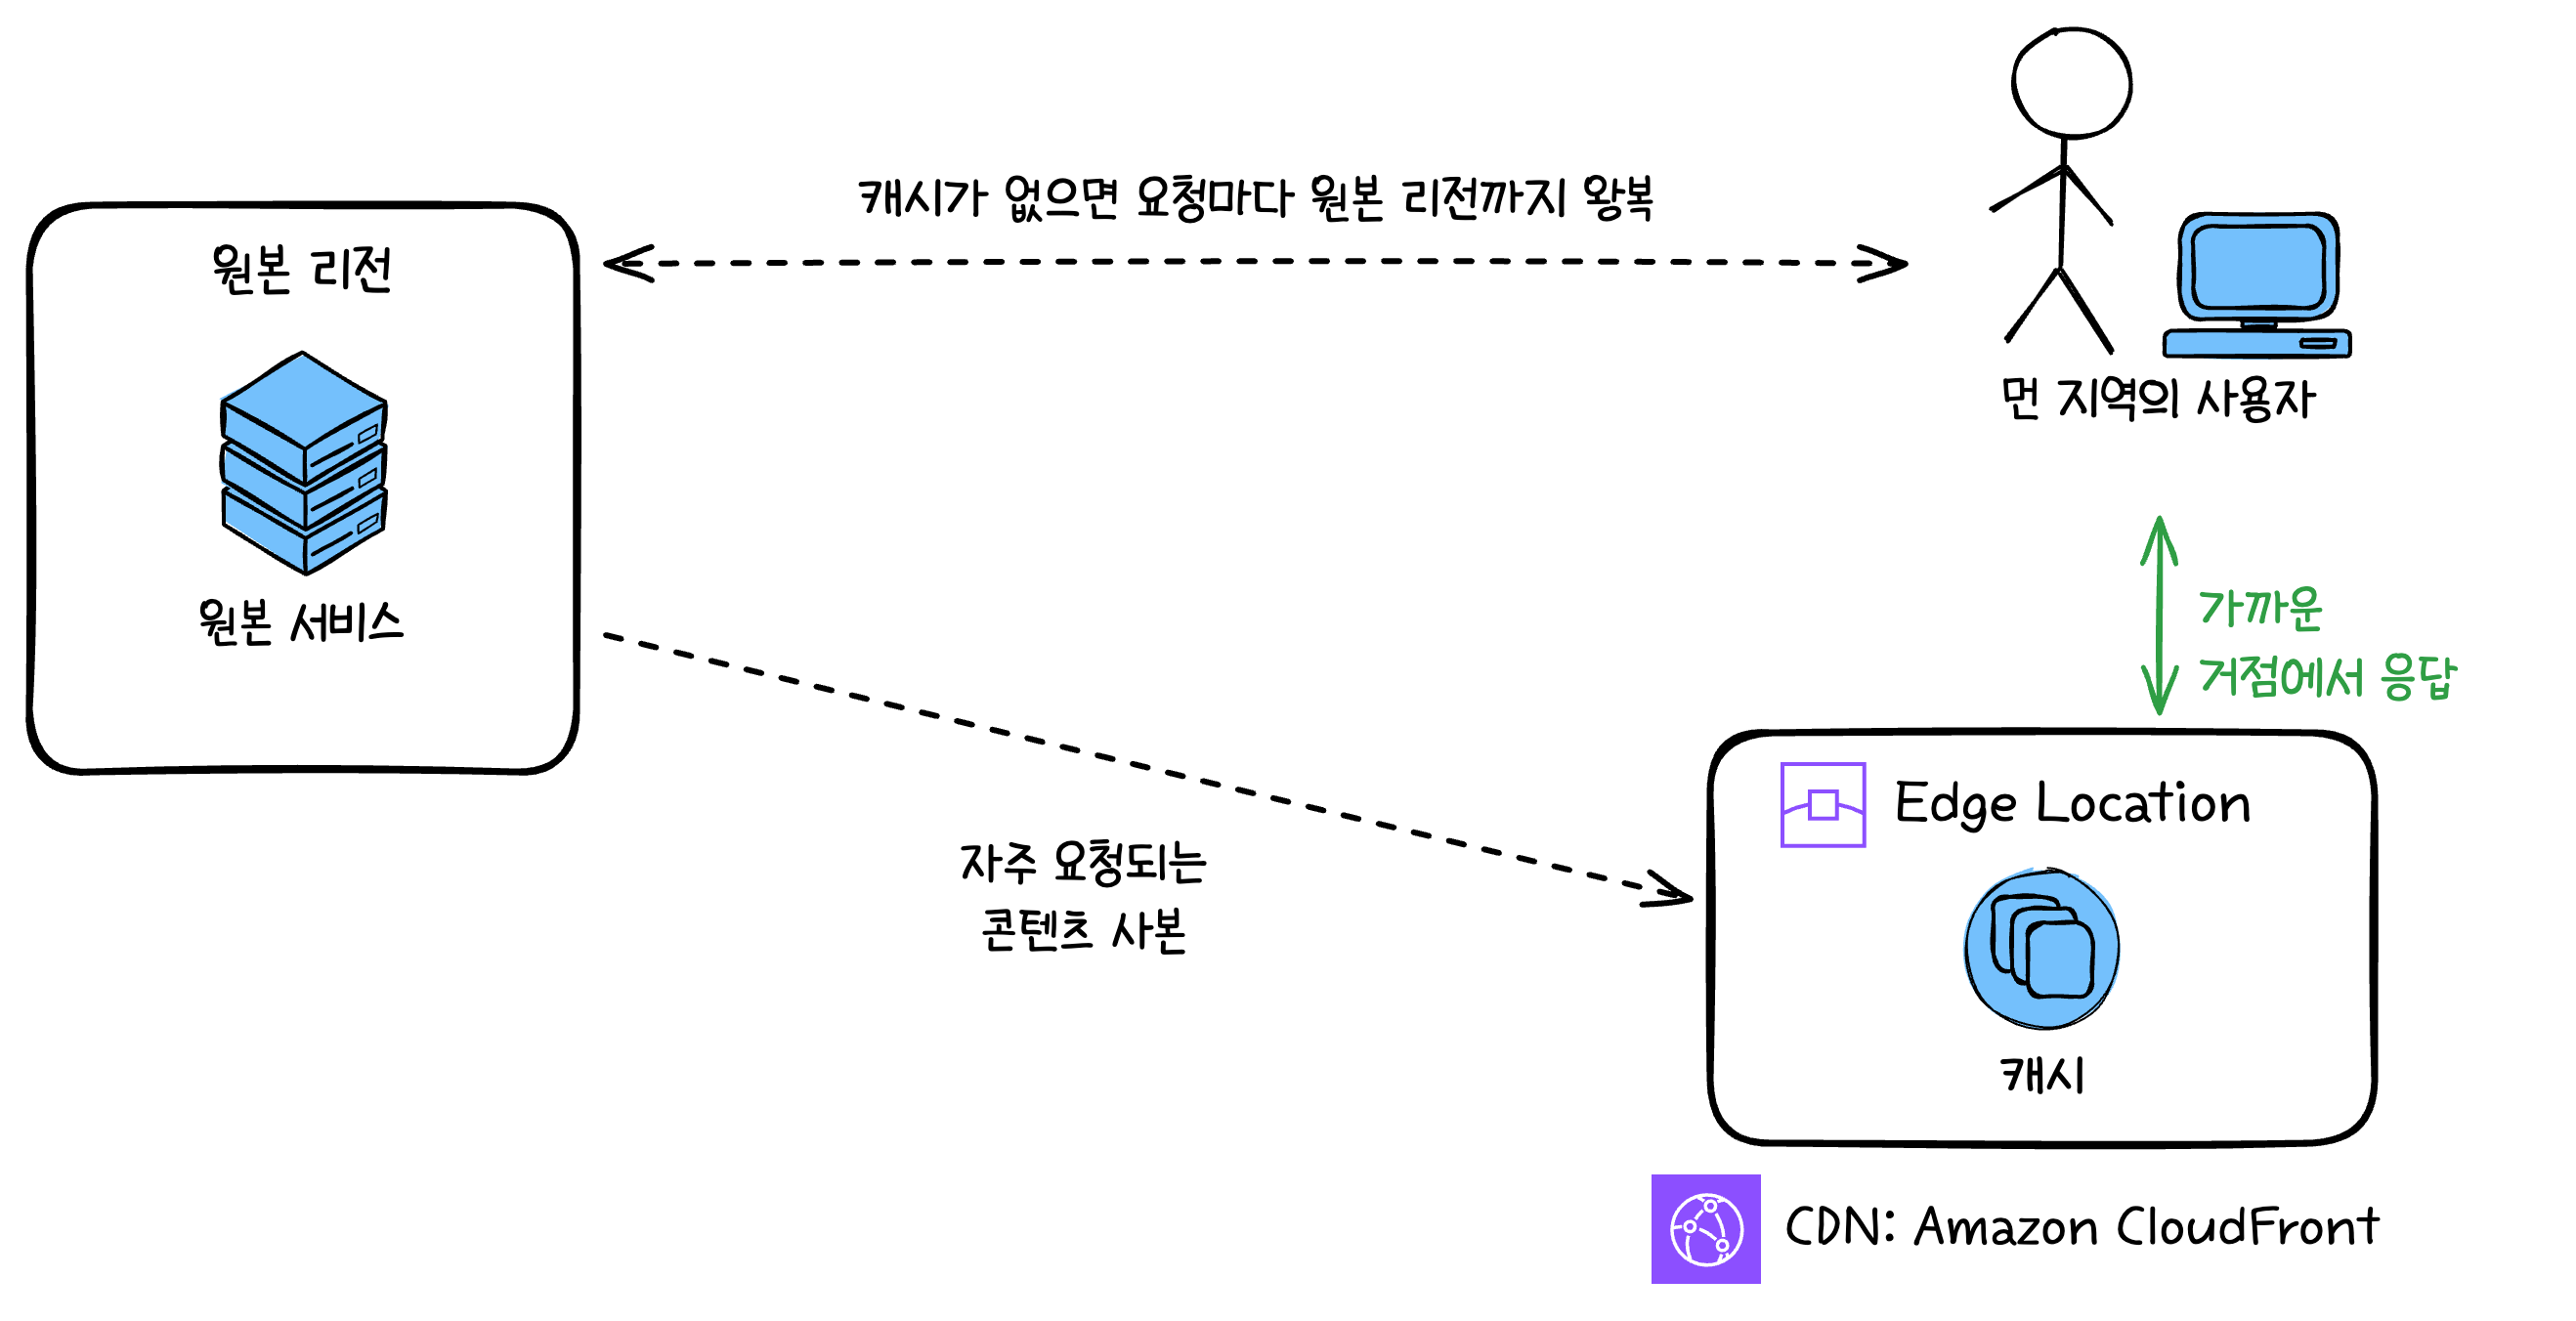 캐시가 없으면 요청마다 원본 리전까지 왕복
원본 리전
원본 서비스
먼 지역의 사용자
가까운
거점에서 응답
자주 요청되는
콘텐츠 사본
Edge Location
캐시
CDN: Amazon CloudFront